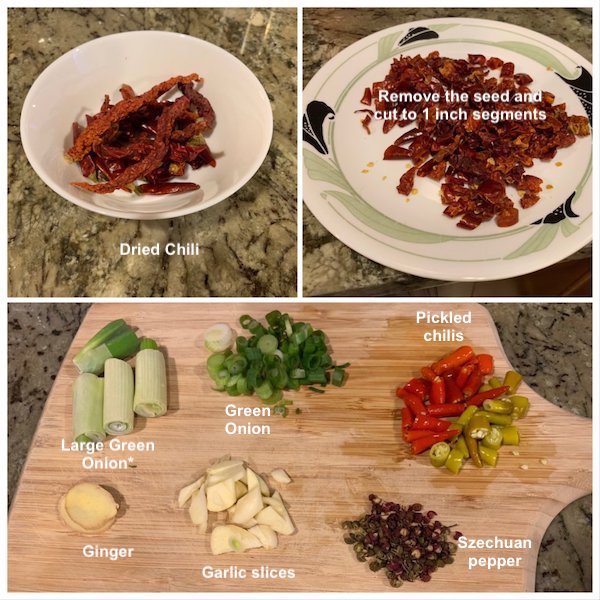 Dried Chili
Remove the seed and
cut to 1 inch segments
Pickled
chilis
Green
Onion
Large Green
Onion*
Ginger
Garlic slices
Szechuan
pepper